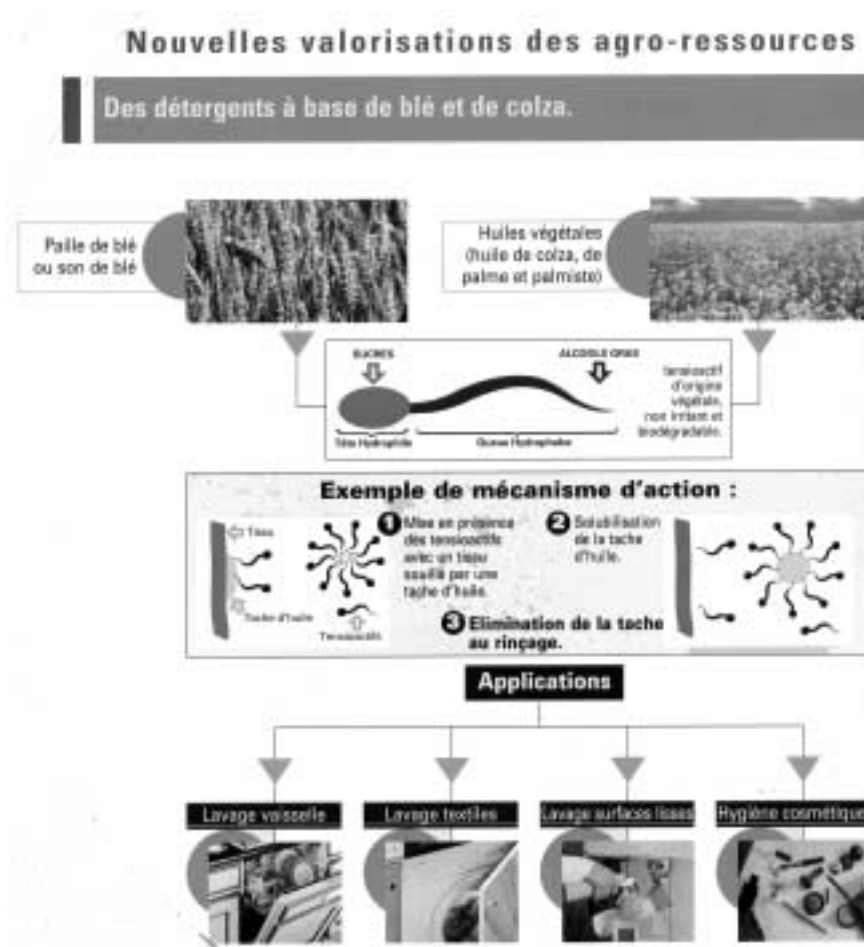 Nouvelles valorisations des agro-ressources
Des détergents à base de blé et de colza.
Paille de blé
ou son de blé
Huiles végétales
(huile de colza, de
palme et palmiste)
SUCRES
ALCOOLS GRAS
tensioactif
d'origine
végétale,
non irritant et
biodégradable.
Tête Hydrophile
Queue Hydrophobe
Exemple de mécanisme d'action :
Tissu
Tache d'huile
Tensioactifs
1 Mise en présence
des tensioactifs
avec un tissu
souillé par une
tache d'huile.
2 Solubilisation
de la tache
d'huile.
3 Elimination de la tache
au rinçage.
Applications
Lavage vaisselle
Lavage textiles
Lavage surfaces lisses
Hygiène cosmétique